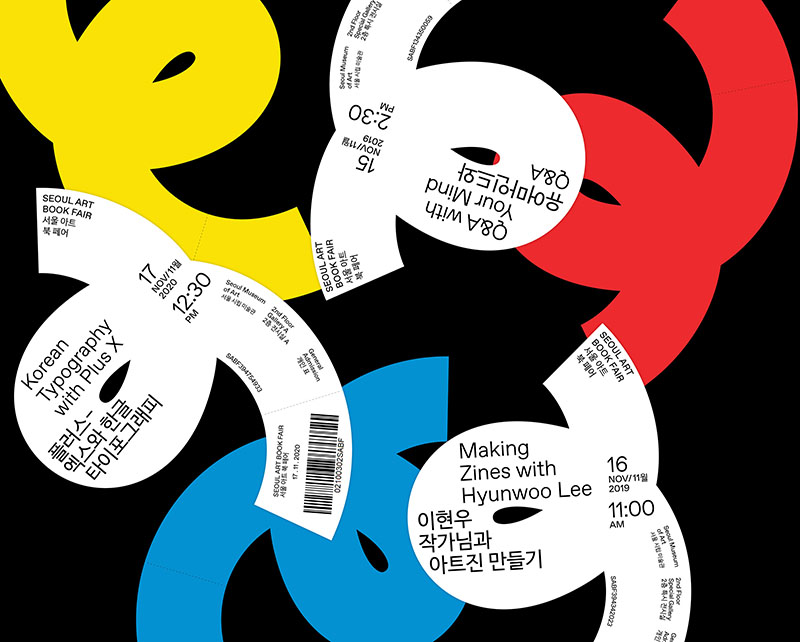 SEOUL ART
BOOK FAIR
서울 아트
북 페어
17
NOV/11월
2020
12:30
PM
Seoul Museum
of Art
서울 시립 미술관
2nd Floor
Gallery A
2층 전시실 A
General
Admission
개인 표
SABF394754933
Korean
Typography
with Plus X
플러스–
엑스와 한글
타이포그래피
SEOUL ART BOOK FAIR
서울 아트 북 페어
17. 11. 2020
02100302SABF
2nd Floor
Special Gallery
2층 특시 전시실
Seoul Museum
of Art
서울 시립 미술관
SABF134350059
2:30
PM
15
NOV/11월
2019
Q&A with
Your Mind
유어마인드와
Q&A
SEOUL ART
BOOK FAIR
서울 아트
북 페어
SEOUL ART
BOOK FAIR
서울 아트
북 페어
Making
Zines with
Hyunwoo Lee
이현우
작가님과
아트진 만들기
16
NOV/11월
2019
11:00
AM
Seoul Museum
of Art
서울 시립 미술관
2nd Floor
Special Gallery
2층 특시 전시실
SABF394342023